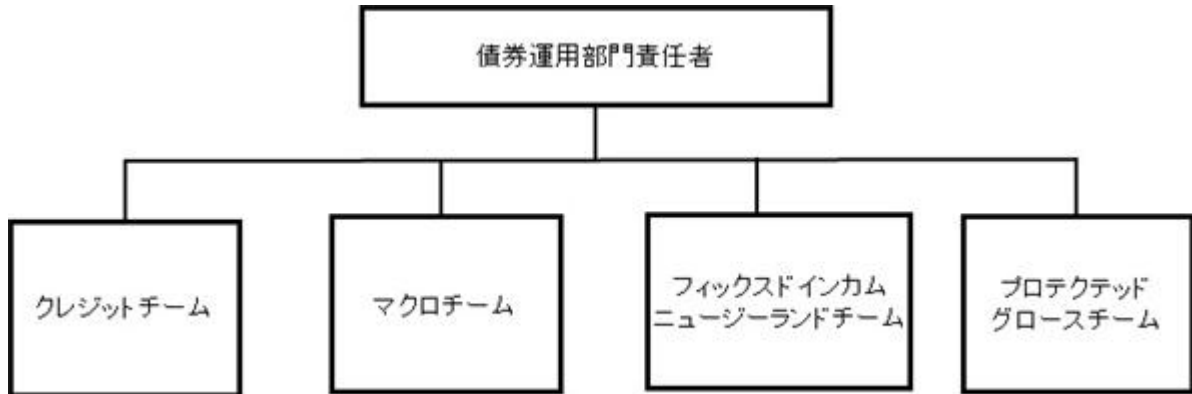 債券運用部門責任者
クレジットチーム
マクロチーム
フィックスドインカム
ニュージーランドチーム
プロテクテッド
グロースチーム